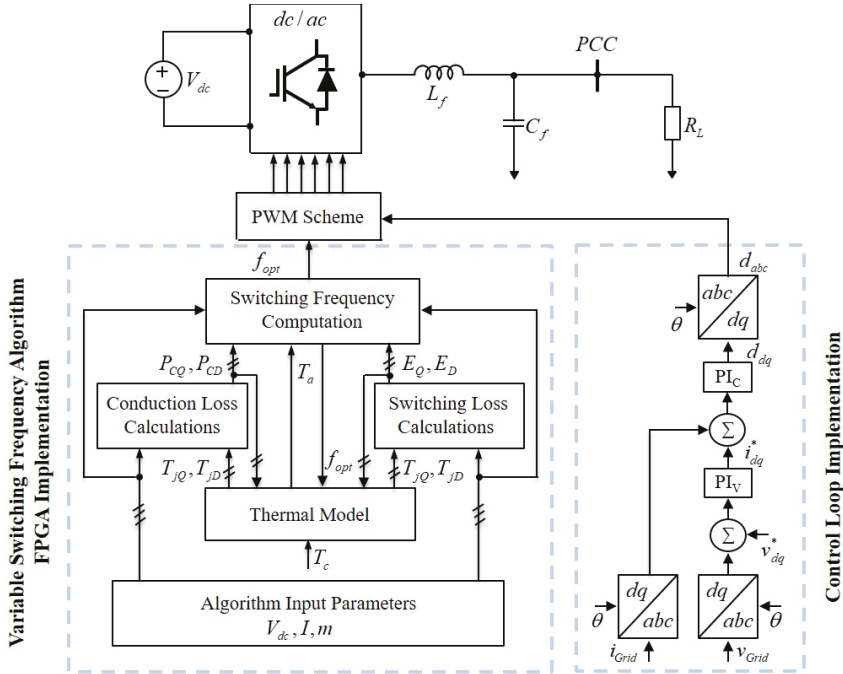 dc / ac
V_dc
L_f
C_f
PCC
R_L
PWM Scheme
Variable Switching Frequency Algorithm
FPGA Implementation
f_opt
Switching Frequency
Computation
P_CQ , P_CD
T_a
E_Q , E_D
Conduction Loss
Calculations
Switching Loss
Calculations
T_jQ , T_jD
f_opt
T_jQ , T_jD
Thermal Model
T_c
Algorithm Input Parameters
V_dc , I , m
Control Loop Implementation
d_abc
abc
dq
θ
d_dq
PI_C
Σ
i*_dq
PI_V
Σ
v*_dq
dq
abc
θ
i_Grid
dq
abc
θ
v_Grid